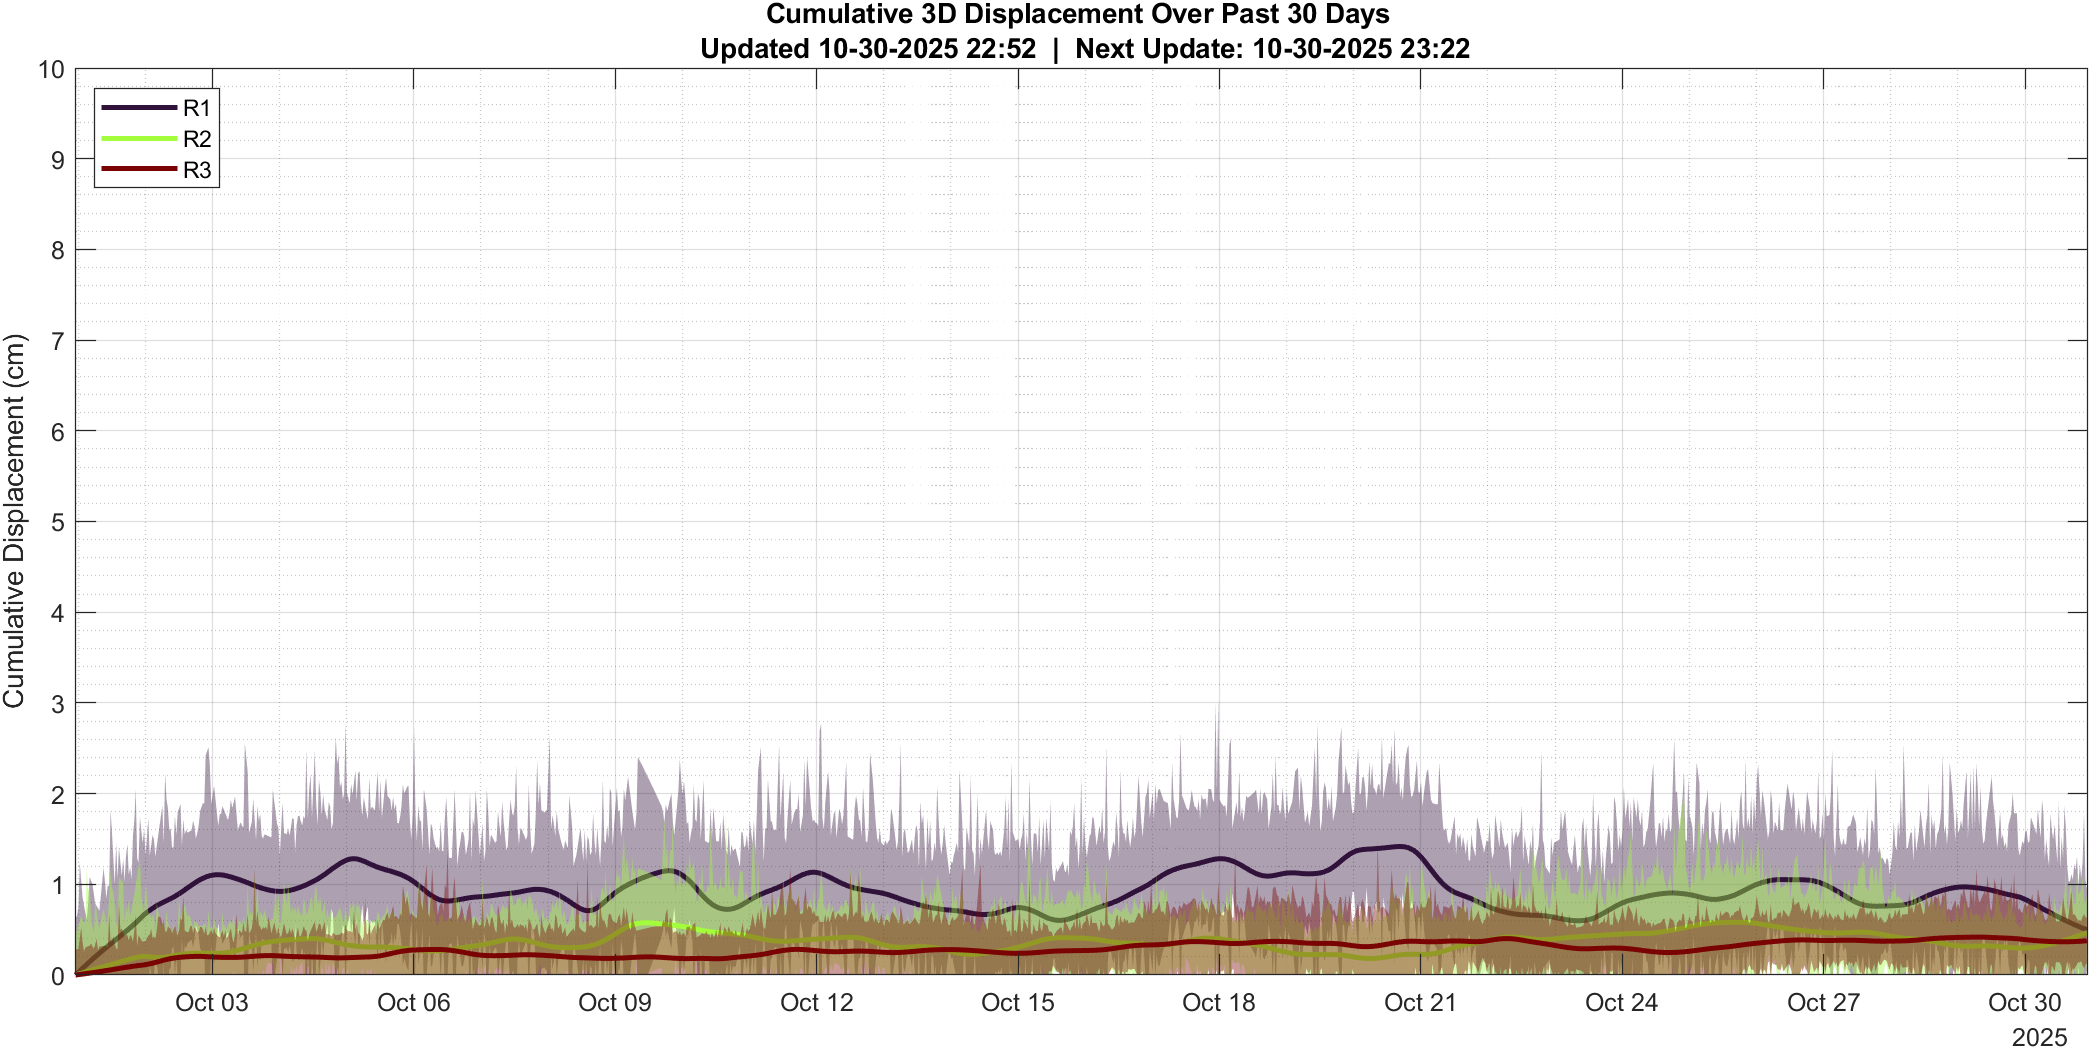 Cumulative 3D Displacement Over Past 30 Days
Updated 10-30-2025 22:52 | Next Update: 10-30-2025 23:22
R1
R2
R3
Cumulative Displacement (cm)
10
9
8
7
6
5
4
3
2
1
0
Oct 03 Oct 06 Oct 09 Oct 12 Oct 15 Oct 18 Oct 21 Oct 24 Oct 27 Oct 30
2025